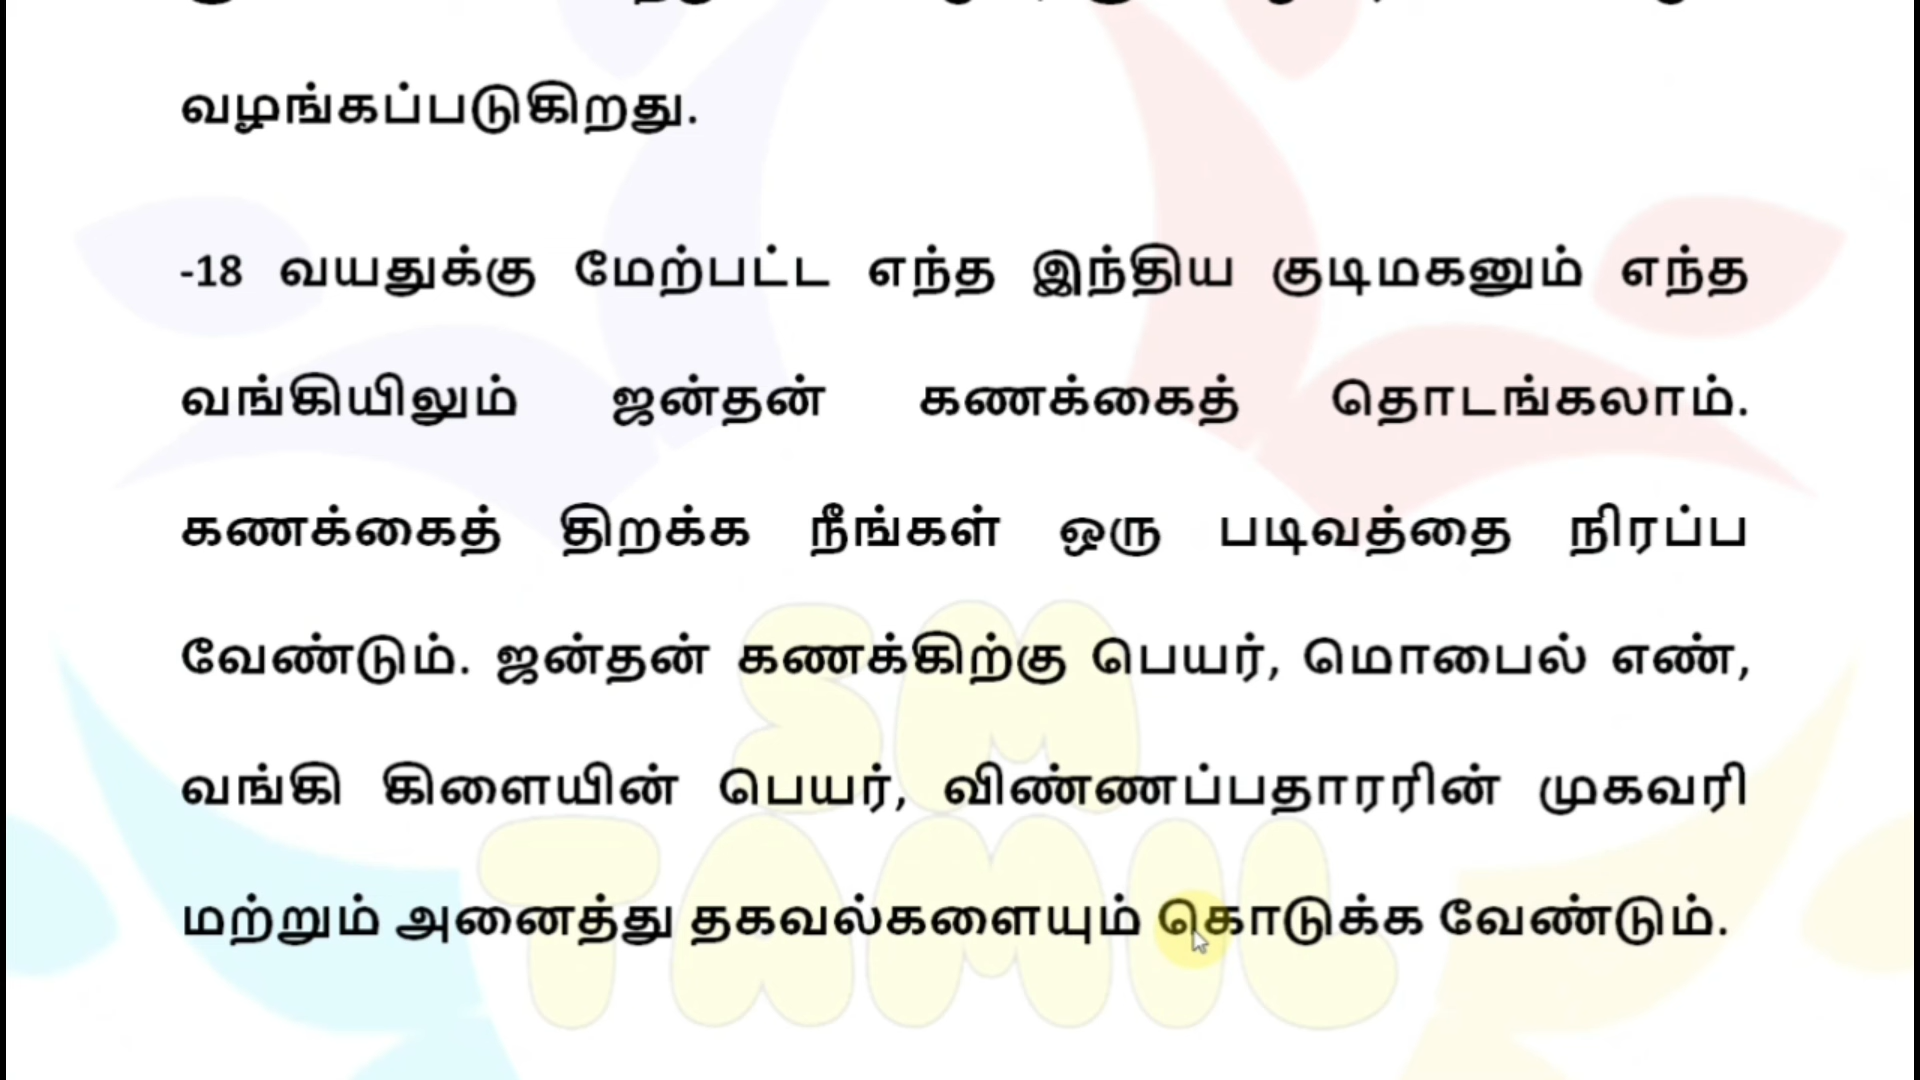 வழங்கப்படுகிறது.
-18 வயதுக்கு மேற்பட்ட எந்த இந்திய குடிமகனும் எந்த
வங்கியிலும் ஜன்தன் கணக்கைத் தொடங்கலாம்.
கணக்கைத் திறக்க நீங்கள் ஒரு படிவத்தை நிரப்ப
வேண்டும். ஜன்தன் கணக்கிற்கு பெயர், மொபைல் எண்,
வங்கி கிளையின் பெயர், விண்ணப்பதாரரின் முகவரி
மற்றும் அனைத்து தகவல்களையும் கொடுக்க வேண்டும்.
SM
TAMIL